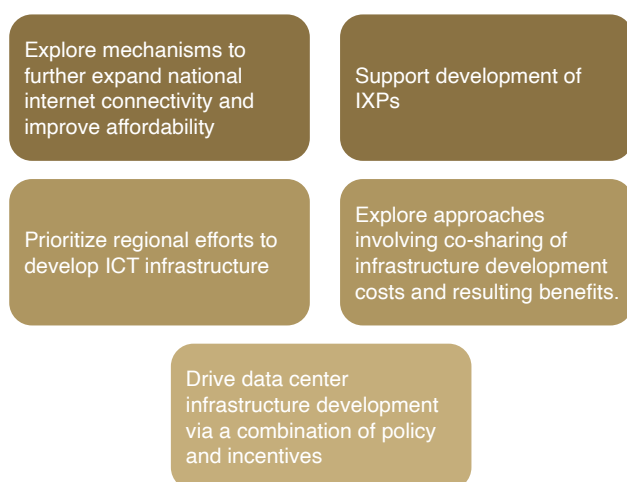 Explore mechanisms to
further expand national
internet connectivity and
improve affordability
Support development of
IXPs
Prioritize regional efforts to
develop ICT infrastructure
Explore approaches
involving co-sharing of
infrastructure development
costs and resulting benefits.
Drive data center
infrastructure development
via a combination of policy
and incentives